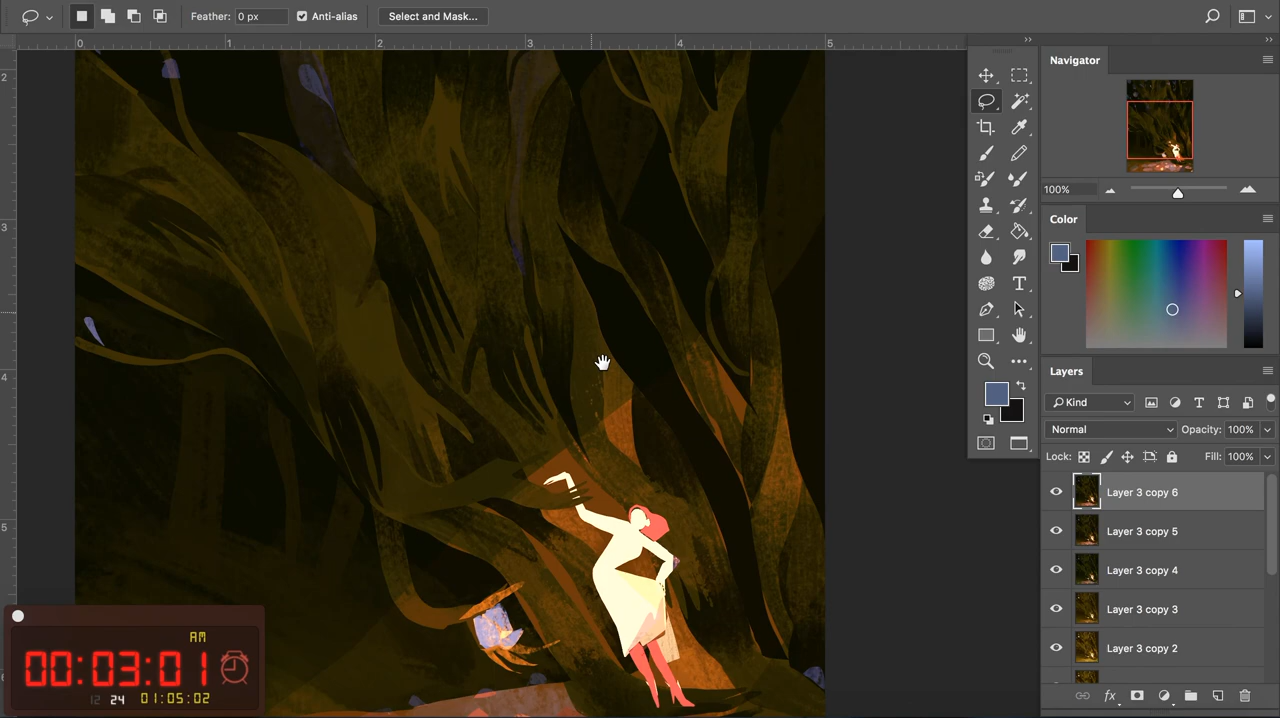 Feather: 0 px Anti-alias Select and Mask...
0 1 2 3 4 5
2
3
4
5
Navigator
100%
Color
Layers
Kind
Normal Opacity: 100%
Lock: Fill: 100%
Layer 3 copy 6
Layer 3 copy 5
Layer 3 copy 4
Layer 3 copy 3
Layer 3 copy 2
fx
AM
00:03:01
12 24 01:05:02